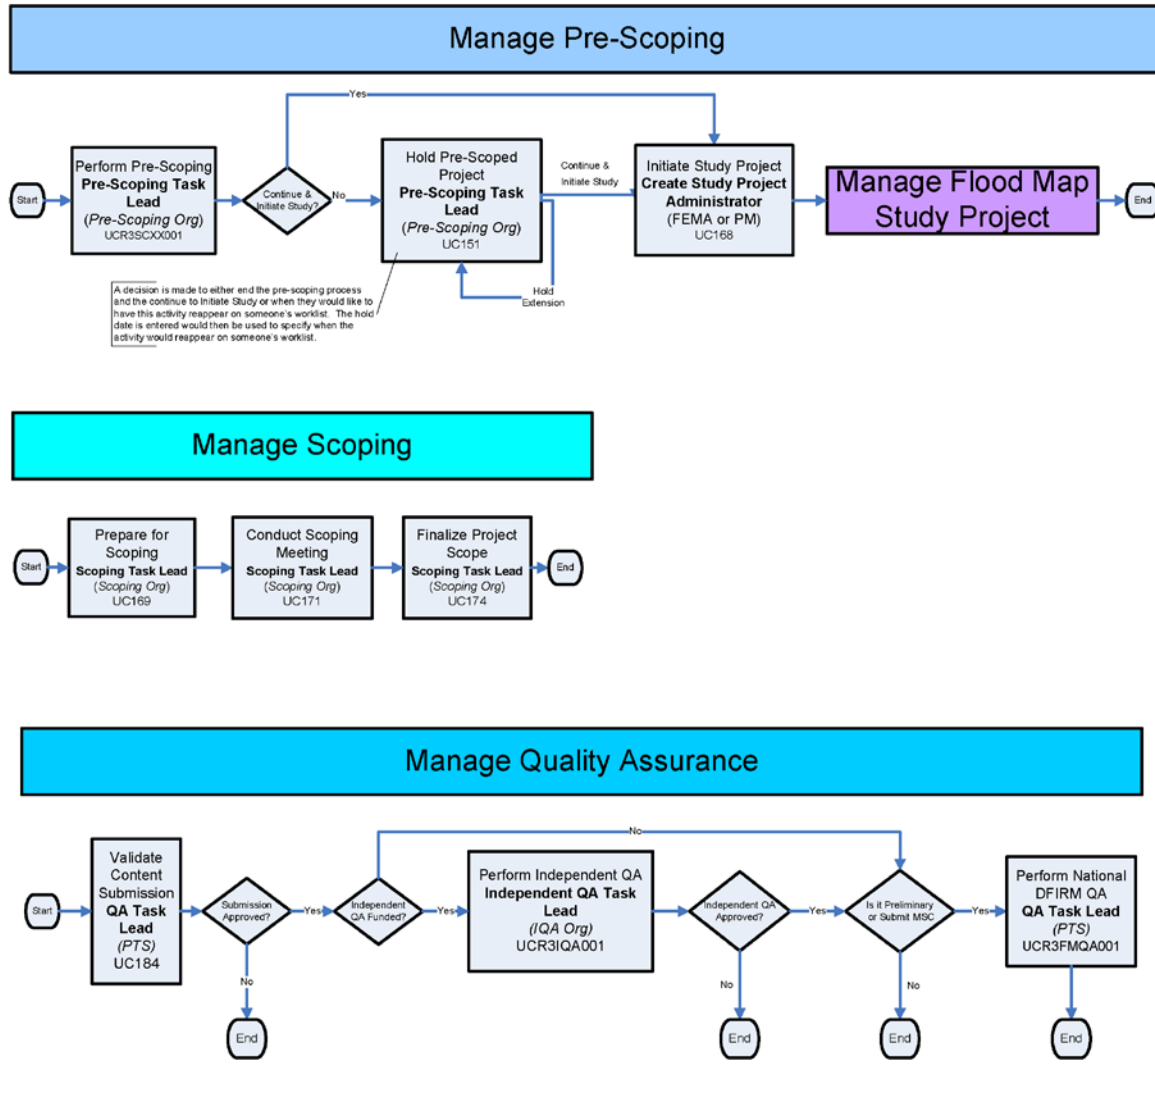 Manage Pre-Scoping
Yes
Start
Perform Pre-Scoping
Pre-Scoping Task
Lead
(Pre-Scoping Org)
UCR3SCXX001
Continue &
Initiate Study?
No
Hold Pre-Scoped
Project
Pre-Scoping Task
Lead
(Pre-Scoping Org)
UC151
Continue &
Initiate Study
Hold
Extension
Initiate Study Project
Create Study Project
Administrator
(FEMA or PM)
UC168
Manage Flood Map
Study Project
End
A decision is made to either end the pre-scoping process
and the continue to Initiate Study or when they would like to
have this activity reappear on someone's worklist. The hold
date is entered would then be used to specify when the
activity would reappear on someone's worklist.
Manage Scoping
Start
Prepare for
Scoping
Scoping Task Lead
(Scoping Org)
UC169
Conduct Scoping
Meeting
Scoping Task Lead
(Scoping Org)
UC171
Finalize Project
Scope
Scoping Task Lead
(Scoping Org)
UC174
End
Manage Quality Assurance
Start
Validate
Content
Submission
QA Task
Lead
(PTS)
UC184
Submission
Approved?
Yes
No
End
Independent
QA Funded?
Yes
No
Perform Independent QA
Independent QA Task
Lead
(IQA Org)
UCR3IQA001
Independent QA
Approved?
Yes
No
End
Is it Preliminary
or Submit MSC
Yes
No
End
Perform National
DFIRM QA
QA Task Lead
(PTS)
UCR3FMQA001
End